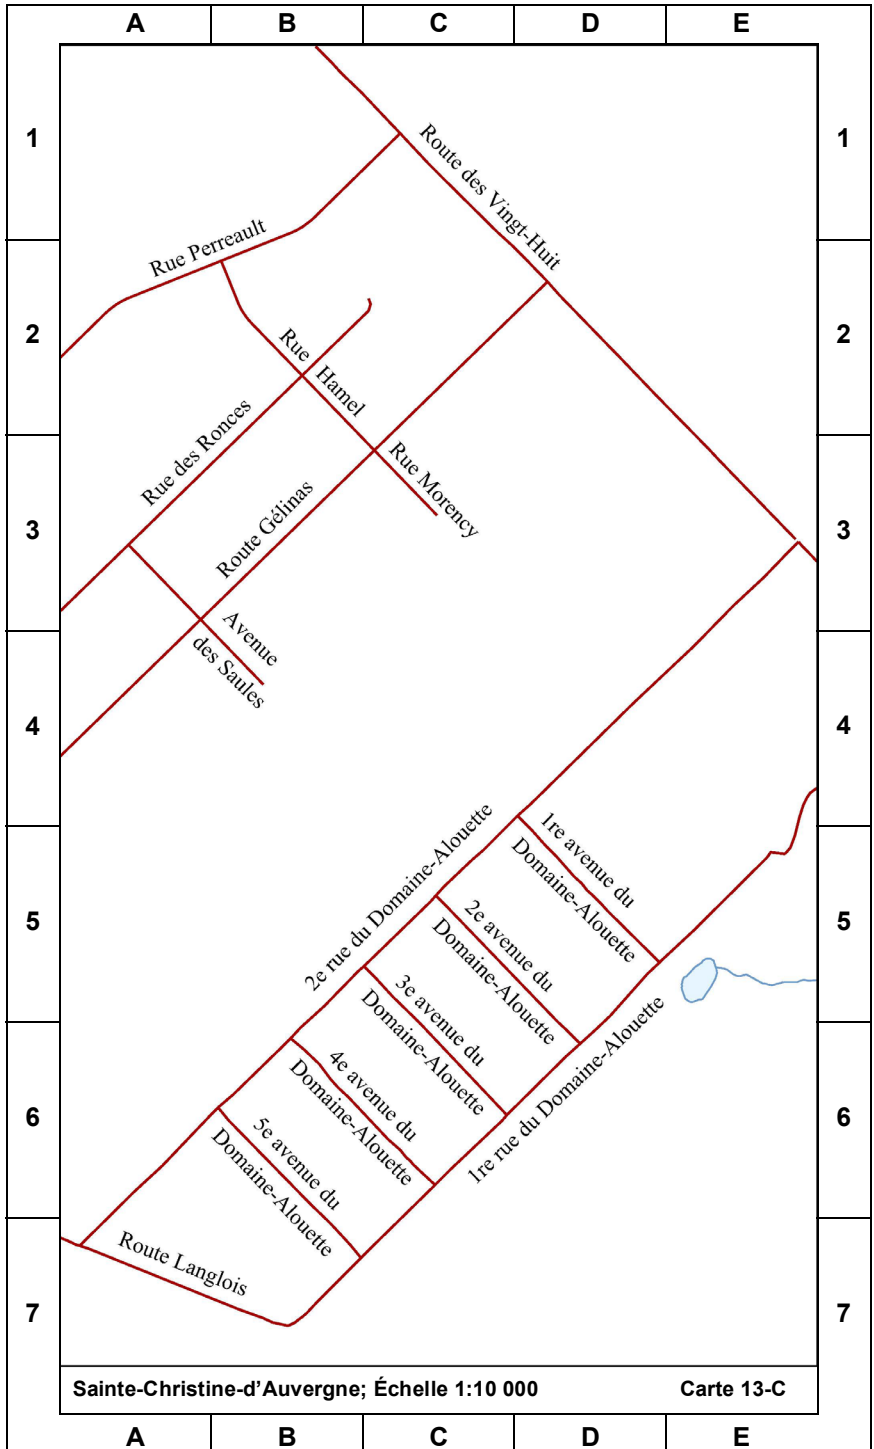 A B C D E
1 1
Route des Vingt-Huit
Rue Perreault
2 2
Rue Hamel
Rue des Ronces
Rue Morency
Route Gélinas
3 3
Avenue
des Saules
4 4
1re avenue du
Domaine-Alouette
2e rue du Domaine-Alouette
2e avenue du
Domaine-Alouette
5 5
3e avenue du
Domaine-Alouette
1re rue du Domaine-Alouette
4e avenue du
Domaine-Alouette
6 6
5e avenue du
Domaine-Alouette
Route Langlois
7 7
Sainte-Christine-d'Auvergne; Échelle 1:10 000 Carte 13-C
A B C D E